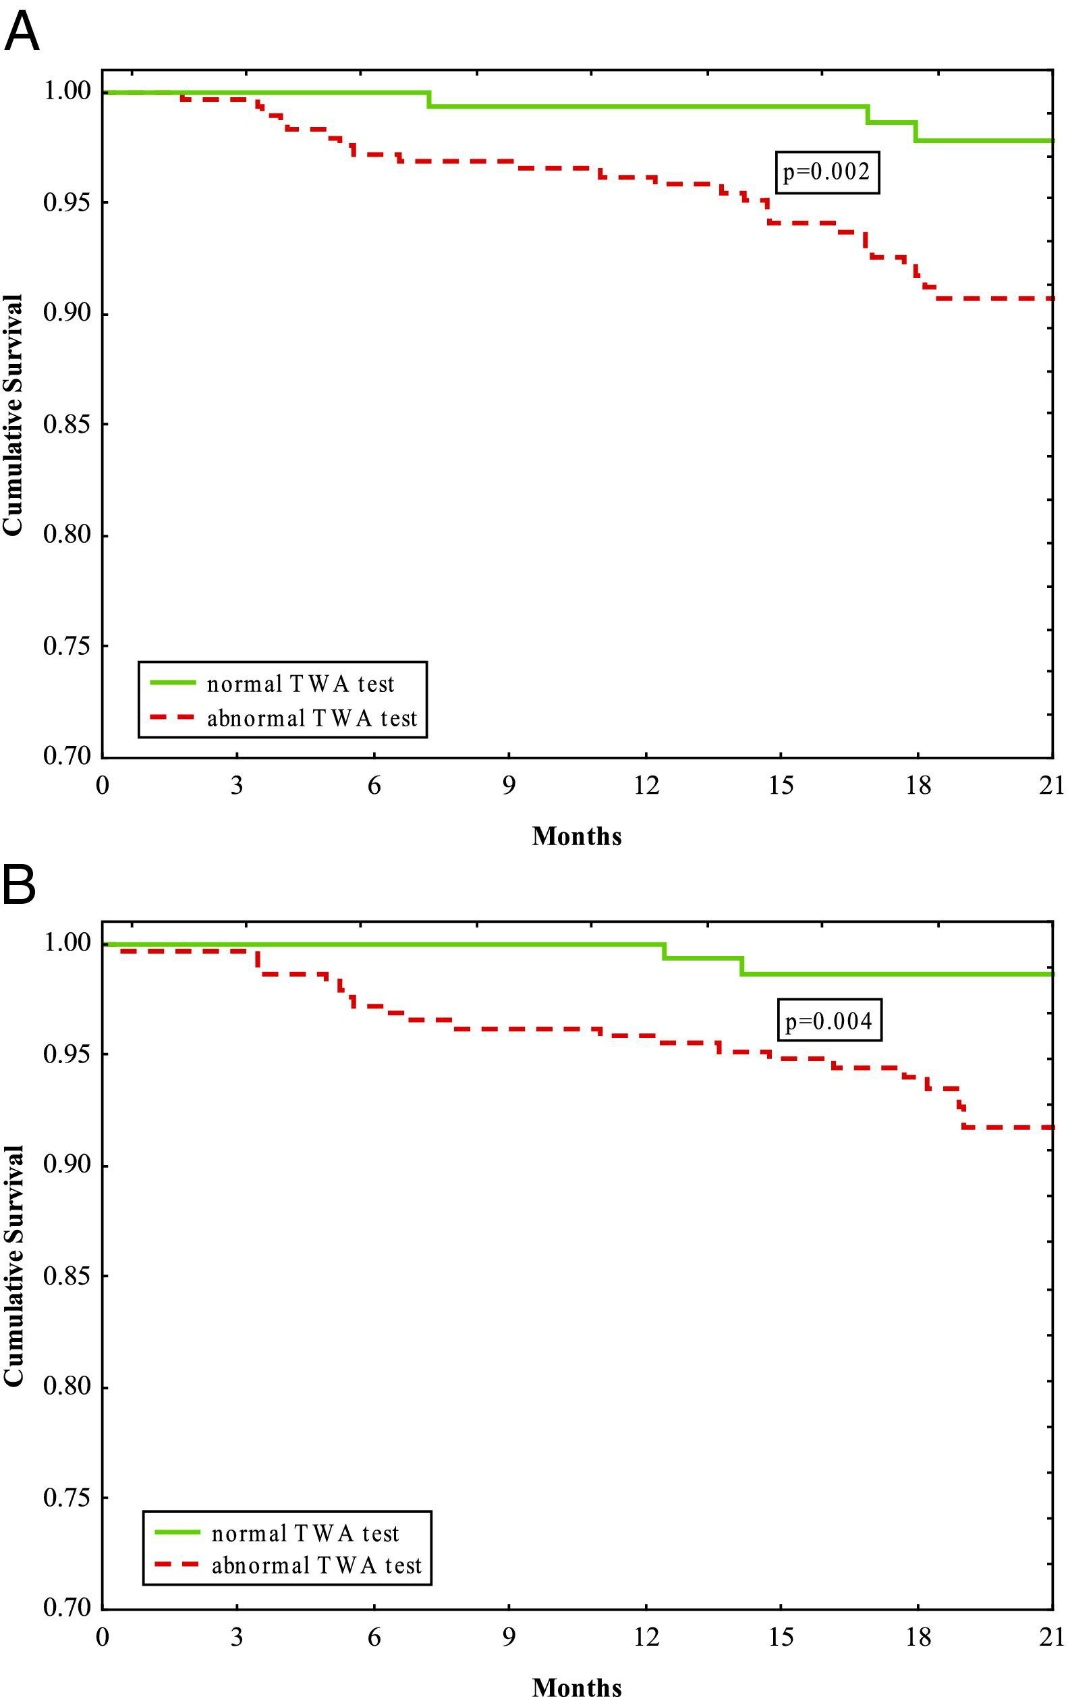 A
1.00
0.95
0.90
0.85
0.80
0.75
0.70
Cumulative Survival
p=0.002
normal TWA test
abnormal TWA test
0 3 6 9 12 15 18 21
Months
B
1.00
0.95
0.90
0.85
0.80
0.75
0.70
Cumulative Survival
p=0.004
normal TWA test
abnormal TWA test
0 3 6 9 12 15 18 21
Months